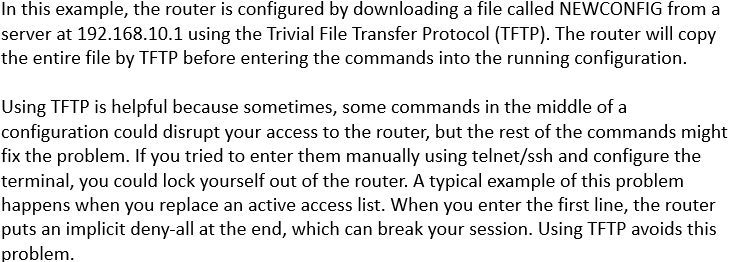 In this example, the router is configured by downloading a file called NEWCONFIG from a
server at 192.168.10.1 using the Trivial File Transfer Protocol (TFTP). The router will copy
the entire file by TFTP before entering the commands into the running configuration.
Using TFTP is helpful because sometimes, some commands in the middle of a
configuration could disrupt your access to the router, but the rest of the commands might
fix the problem. If you tried to enter them manually using telnet/ssh and configure the
terminal, you could lock yourself out of the router. A typical example of this problem
happens when you replace an active access list. When you enter the first line, the router
puts an implicit deny-all at the end, which can break your session. Using TFTP avoids this
problem.